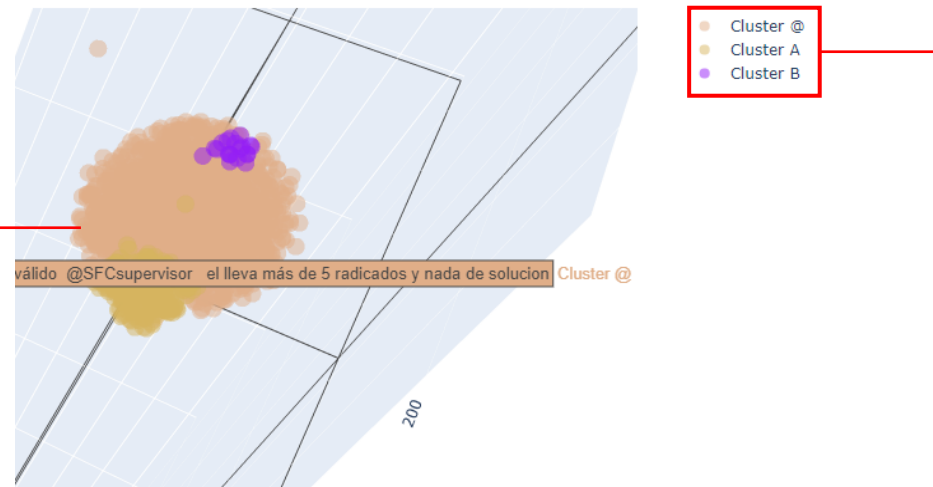 Cluster @
Cluster A
Cluster B
válido @SFCsupervisor el lleva más de 5 radicados y nada de solucion Cluster @
200